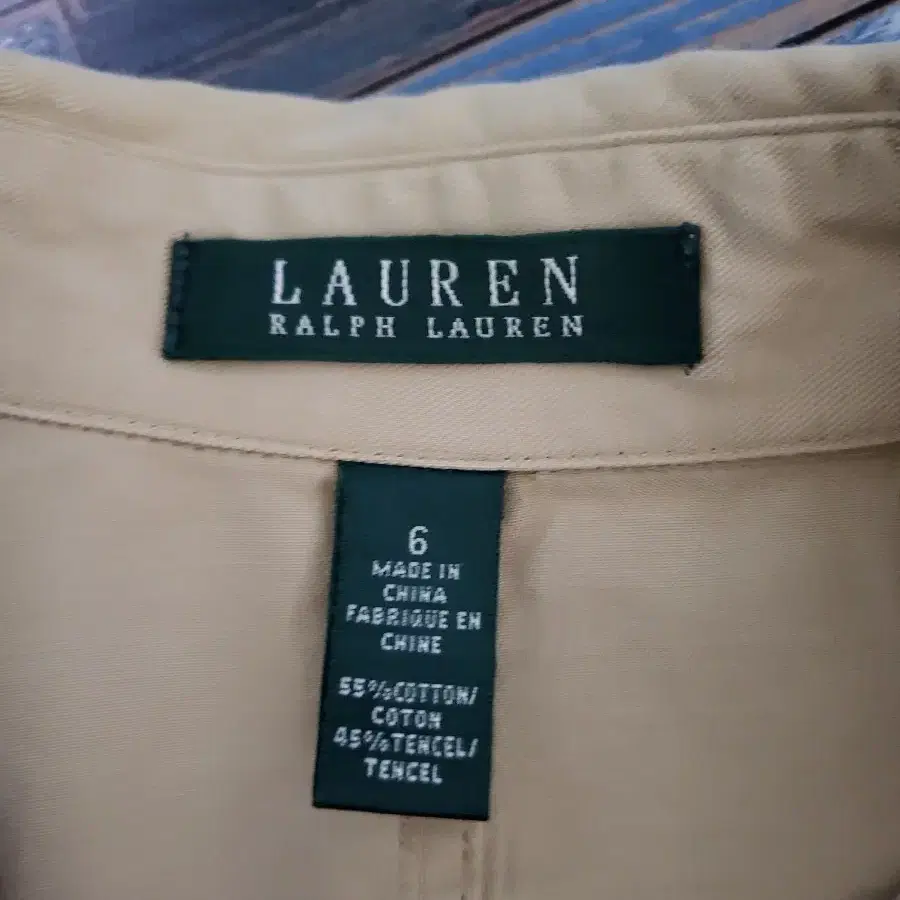 LAUREN
RALPH LAUREN
6
MADE IN
CHINA
FABRIQUE EN
CHINE
55%COTTON/
COTON
45%TENCEL/
TENCEL